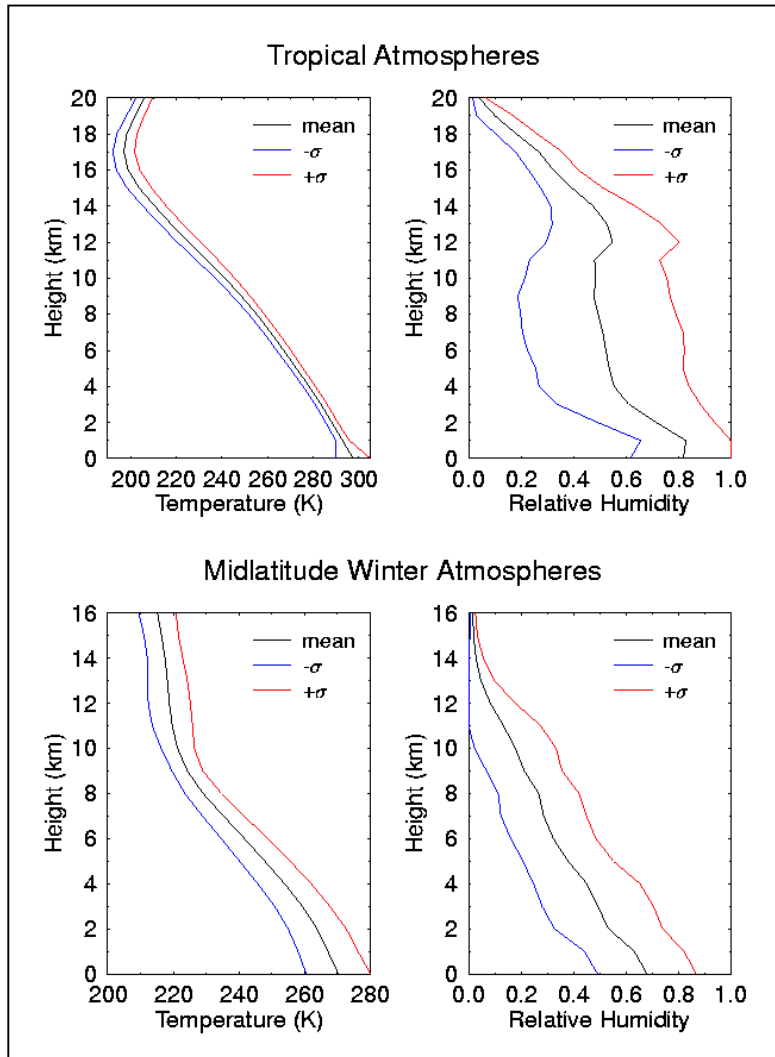 Tropical Atmospheres
20
18
16
14
12
10
8
6
4
2
0
Height (km)
mean
-σ
+σ
200 220 240 260 280 300
Temperature (K)
20
18
16
14
12
10
8
6
4
2
0
Height (km)
mean
-σ
+σ
0.0 0.2 0.4 0.6 0.8 1.0
Relative Humidity
Midlatitude Winter Atmospheres
16
14
12
10
8
6
4
2
0
Height (km)
mean
-σ
+σ
200 220 240 260 280
Temperature (K)
16
14
12
10
8
6
4
2
0
Height (km)
mean
-σ
+σ
0.0 0.2 0.4 0.6 0.8 1.0
Relative Humidity